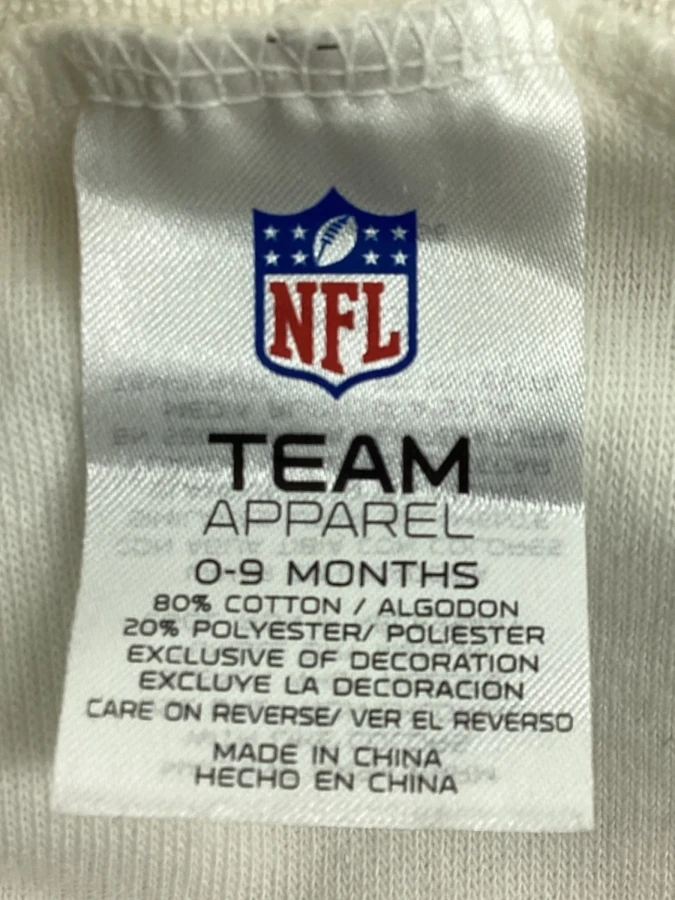 NFL
TEAM
APPAREL
0-9 MONTHS
80% COTTON / ALGODON
20% POLYESTER/ POLIESTER
EXCLUSIVE OF DECORATION
EXCLUYE LA DECORACION
CARE ON REVERSE/ VER EL REVERSO
MADE IN CHINA
HECHO EN CHINA